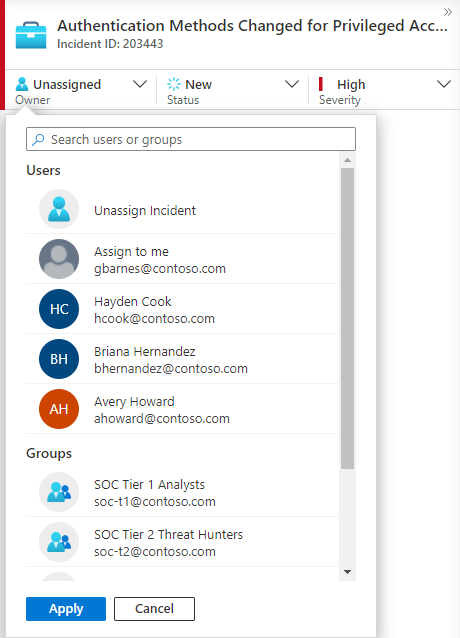 Authentication Methods Changed for Privileged Acc...
Incident ID: 203443
Unassigned
Owner
New
Status
High
Severity
Search users or groups
Users
Unassign Incident
Assign to me
gbarnes@contoso.com
HC
Hayden Cook
hcook@contoso.com
BH
Briana Hernandez
bhernandez@contoso.com
AH
Avery Howard
ahoward@contoso.com
Groups
SOC Tier 1 Analysts
soc-t1@contoso.com
SOC Tier 2 Threat Hunters
soc-t2@contoso.com
Apply
Cancel